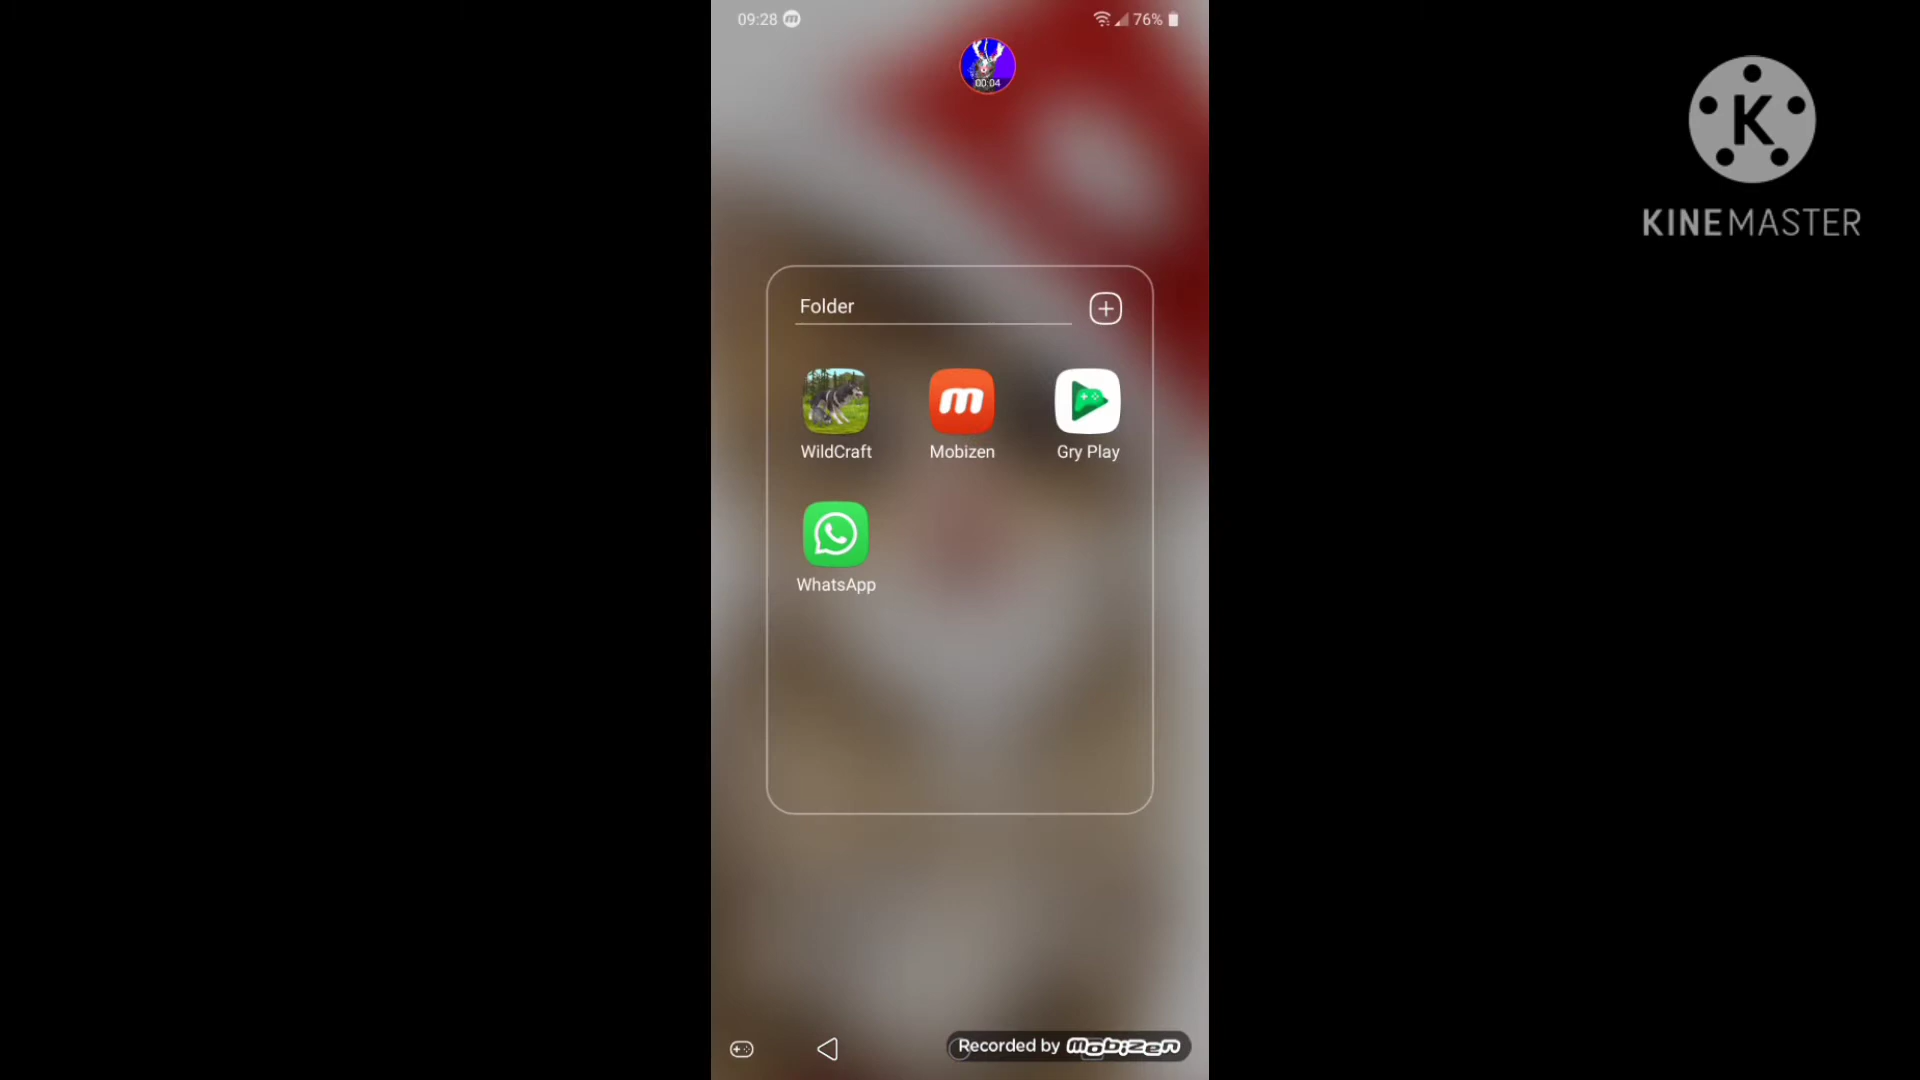 09:28 m
76%
00:04
K
KINEMASTER
Folder
m
WildCraft
Mobizen
Gry Play
WhatsApp
Recorded by mobizen